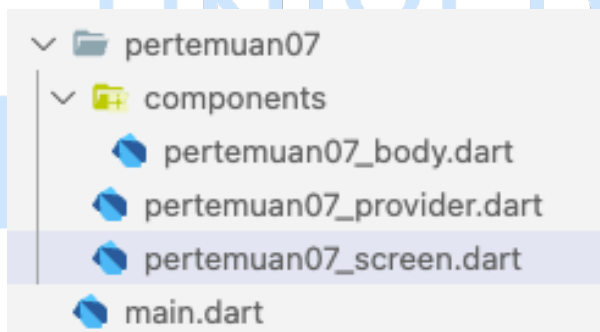 pertemuan07
components
pertemuan07_body.dart
pertemuan07_provider.dart
pertemuan07_screen.dart
main.dart